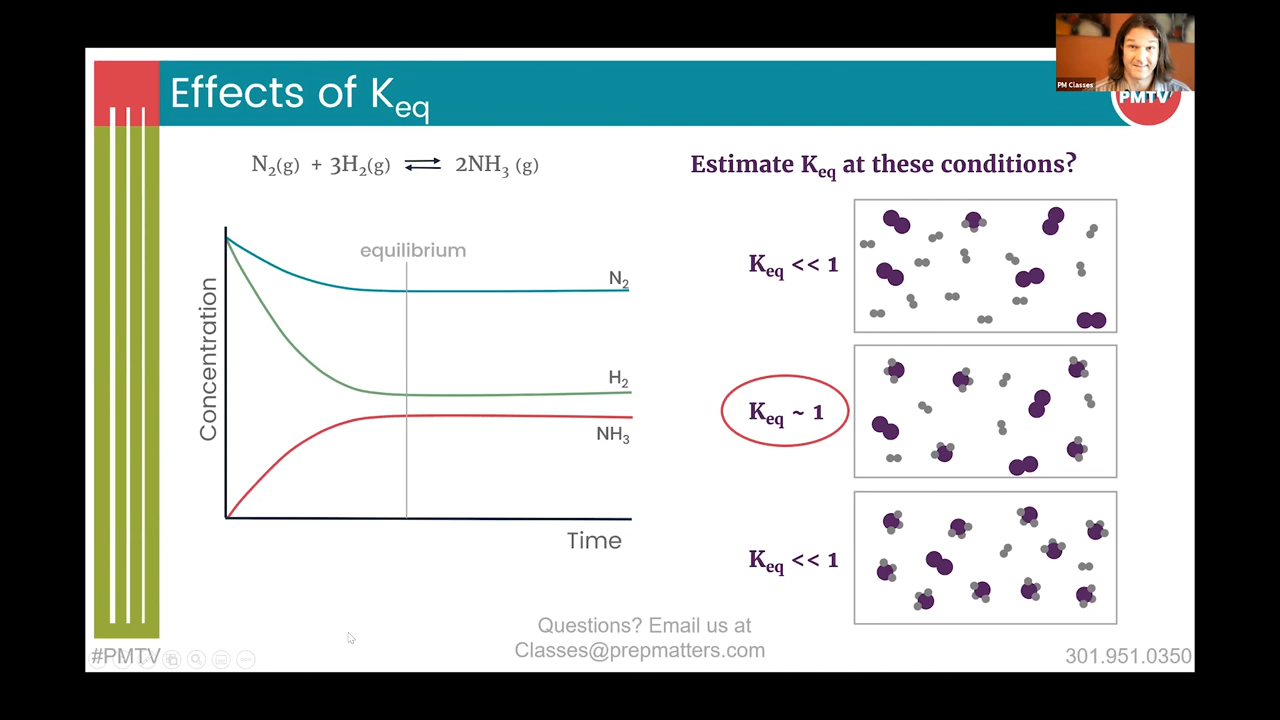 Effects of Keq
PM Classes
PMTV
N2(g) + 3H2(g) ⇌ 2NH3 (g)
Estimate Keq at these conditions?
equilibrium
N2
H2
NH3
Concentration
Time
Keq << 1
Keq ~ 1
Keq << 1
Questions? Email us at
Classes@prepmatters.com
#PMTV
301.951.0350